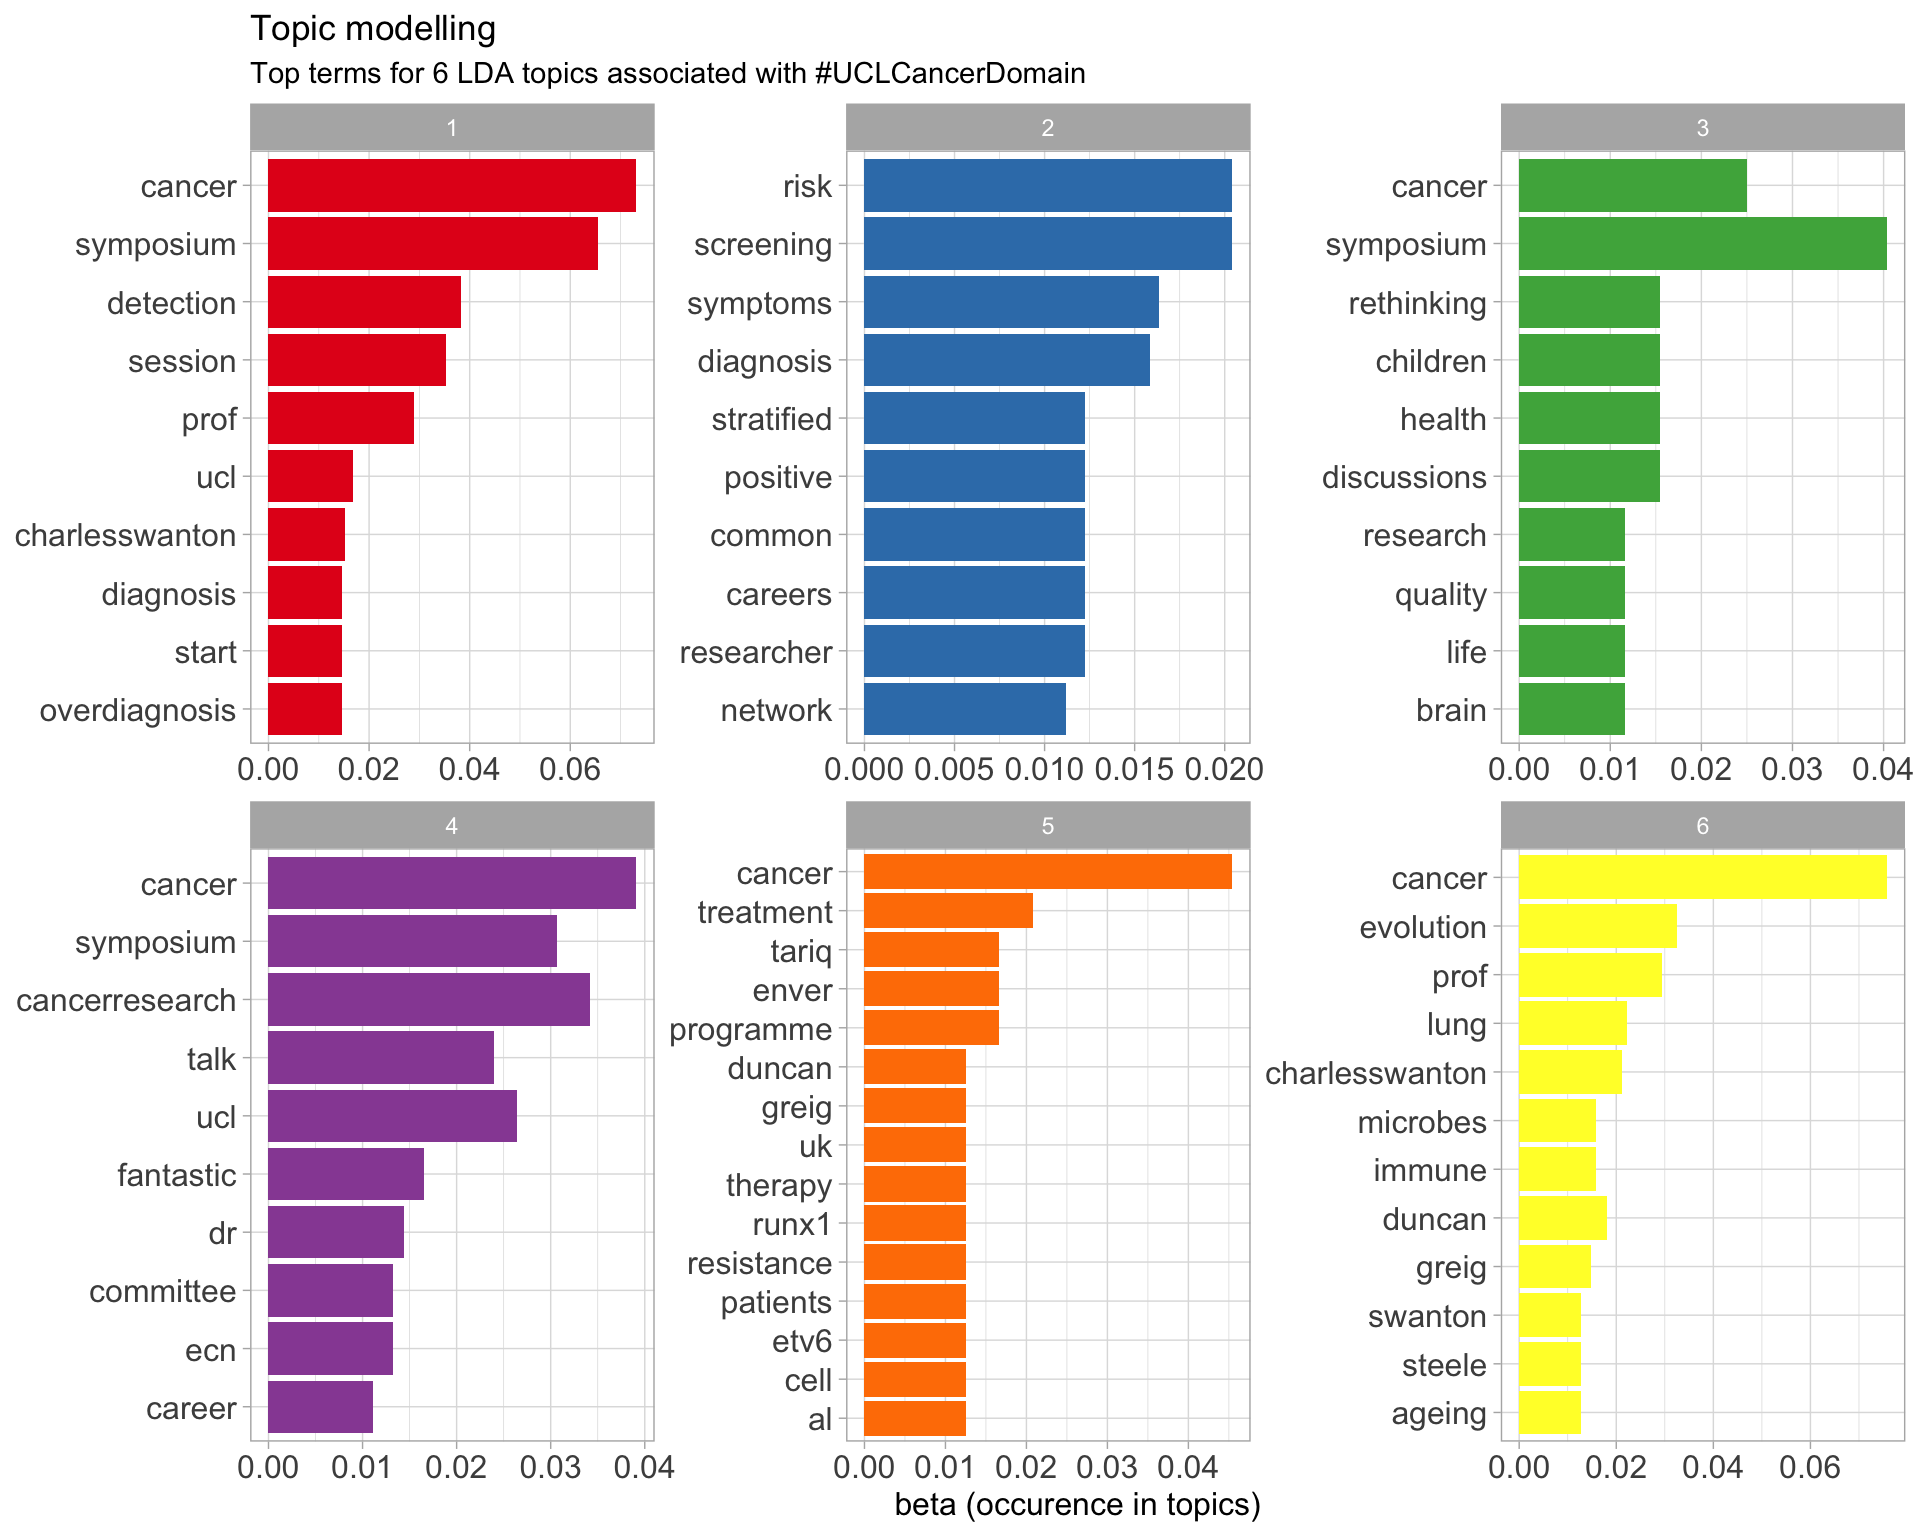 Topic modelling
Top terms for 6 LDA topics associated with #UCLCancerDomain
1
cancer
symposium
detection
session
prof
ucl
charlesswanton
diagnosis
start
overdiagnosis
0.00 0.02 0.04 0.06
2
risk
screening
symptoms
diagnosis
stratified
positive
common
careers
researcher
network
0.000 0.005 0.010 0.015 0.020
3
cancer
symposium
rethinking
children
health
discussions
research
quality
life
brain
0.00 0.01 0.02 0.03 0.04
4
cancer
symposium
cancerresearch
talk
ucl
fantastic
dr
committee
ecn
career
0.00 0.01 0.02 0.03 0.04
5
cancer
treatment
tariq
enver
programme
duncan
greig
uk
therapy
runx1
resistance
patients
etv6
cell
al
0.00 0.01 0.02 0.03 0.04
6
cancer
evolution
prof
lung
charlesswanton
microbes
immune
duncan
greig
swanton
steele
ageing
0.00 0.02 0.04 0.06
beta (occurence in topics)